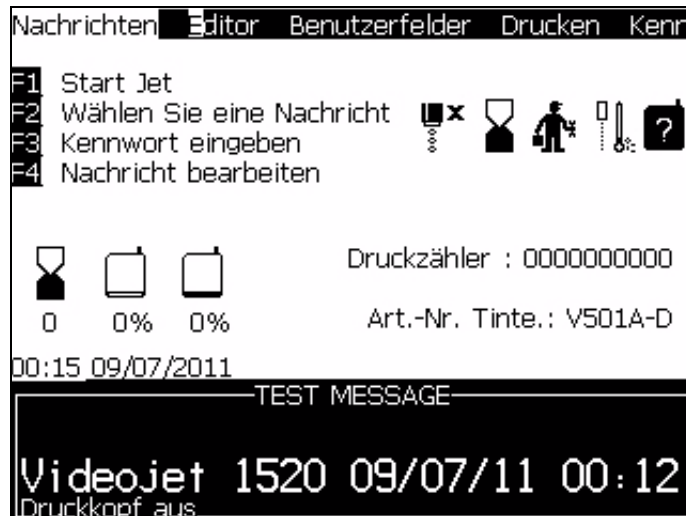 Nachrichten Editor Benutzerfelder Drucken Kenn
F1 Start Jet
F2 Wählen Sie eine Nachricht
F3 Kennwort eingeben
F4 Nachricht bearbeiten
?
Druckzähler : 0000000000
0 0% 0%
Art.-Nr. Tinte.: V501A-D
00:15 09/07/2011
TEST MESSAGE
Videojet 1520 09/07/11 00:12
Druckkopf aus